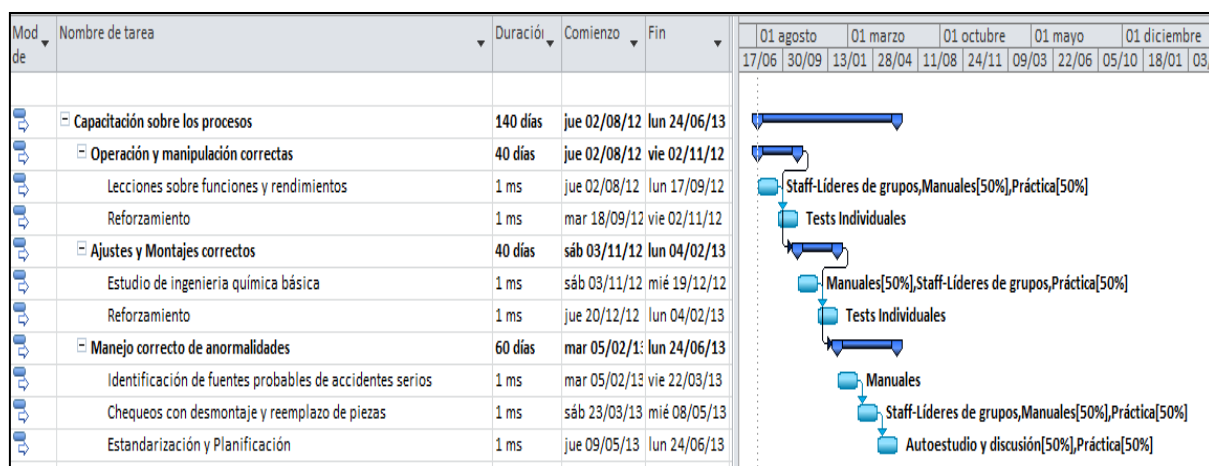 Mod de Nombre de tarea Duración Comienzo Fin
01 agosto 01 marzo 01 octubre 01 mayo 01 diciembre
17/06 30/09 13/01 28/04 11/08 24/11 09/03 22/06 05/10 18/01 03/
Capacitación sobre los procesos 140 días jue 02/08/12 lun 24/06/13
Operación y manipulación correctas 40 días jue 02/08/12 vie 02/11/12
Lecciones sobre funciones y rendimientos 1 ms jue 02/08/12 lun 17/09/12 Staff-Líderes de grupos,Manuales[50%],Práctica[50%]
Reforzamiento 1 ms mar 18/09/12 vie 02/11/12 Tests Individuales
Ajustes y Montajes correctos 40 días sáb 03/11/12 lun 04/02/13
Estudio de ingenieria química básica 1 ms sáb 03/11/12 mié 19/12/12 Manuales[50%],Staff-Líderes de grupos,Práctica[50%]
Reforzamiento 1 ms jue 20/12/12 lun 04/02/13 Tests Individuales
Manejo correcto de anormalidades 60 días mar 05/02/13 lun 24/06/13
Identificación de fuentes probables de accidentes serios 1 ms mar 05/02/13 vie 22/03/13 Manuales
Chequeos con desmontaje y reemplazo de piezas 1 ms sáb 23/03/13 mié 08/05/13 Staff-Líderes de grupos,Manuales[50%],Práctica[50%]
Estandarización y Planificación 1 ms jue 09/05/13 lun 24/06/13 Autoestudio y discusión[50%],Práctica[50%]